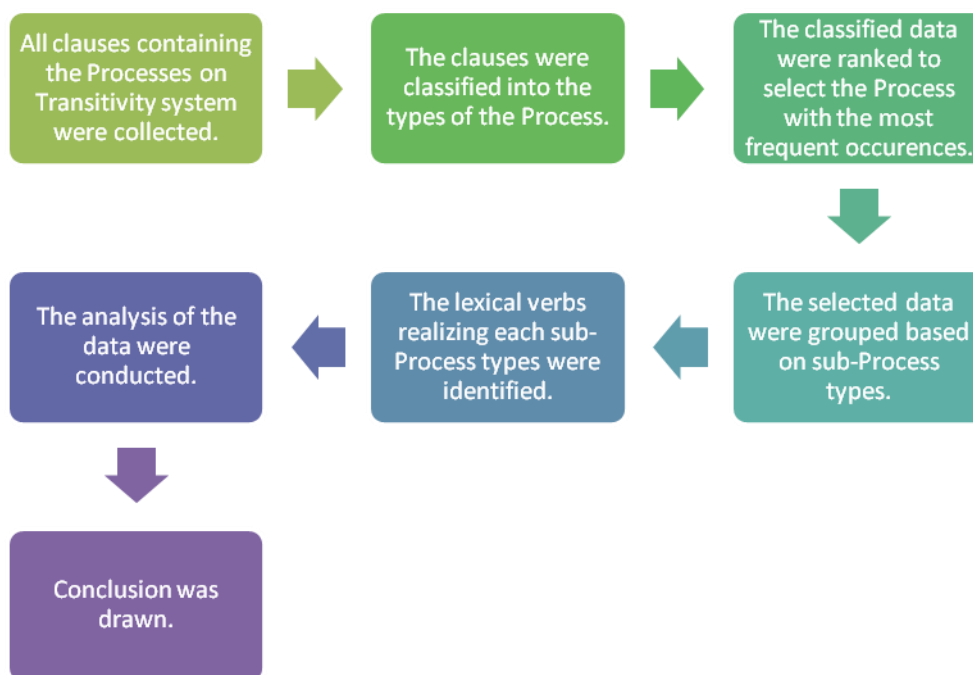 All clauses containing
the Processes on
Transitivity system
were collected.
The clauses were
classified into the
types of the Process.
The classified data
were ranked to
select the Process
with the most
frequent occurences.
The selected data
were grouped based
on sub-Process
types.
The lexical verbs
realizing each sub-
Process types were
identified.
The analysis of the
data were
conducted.
Conclusion was
drawn.